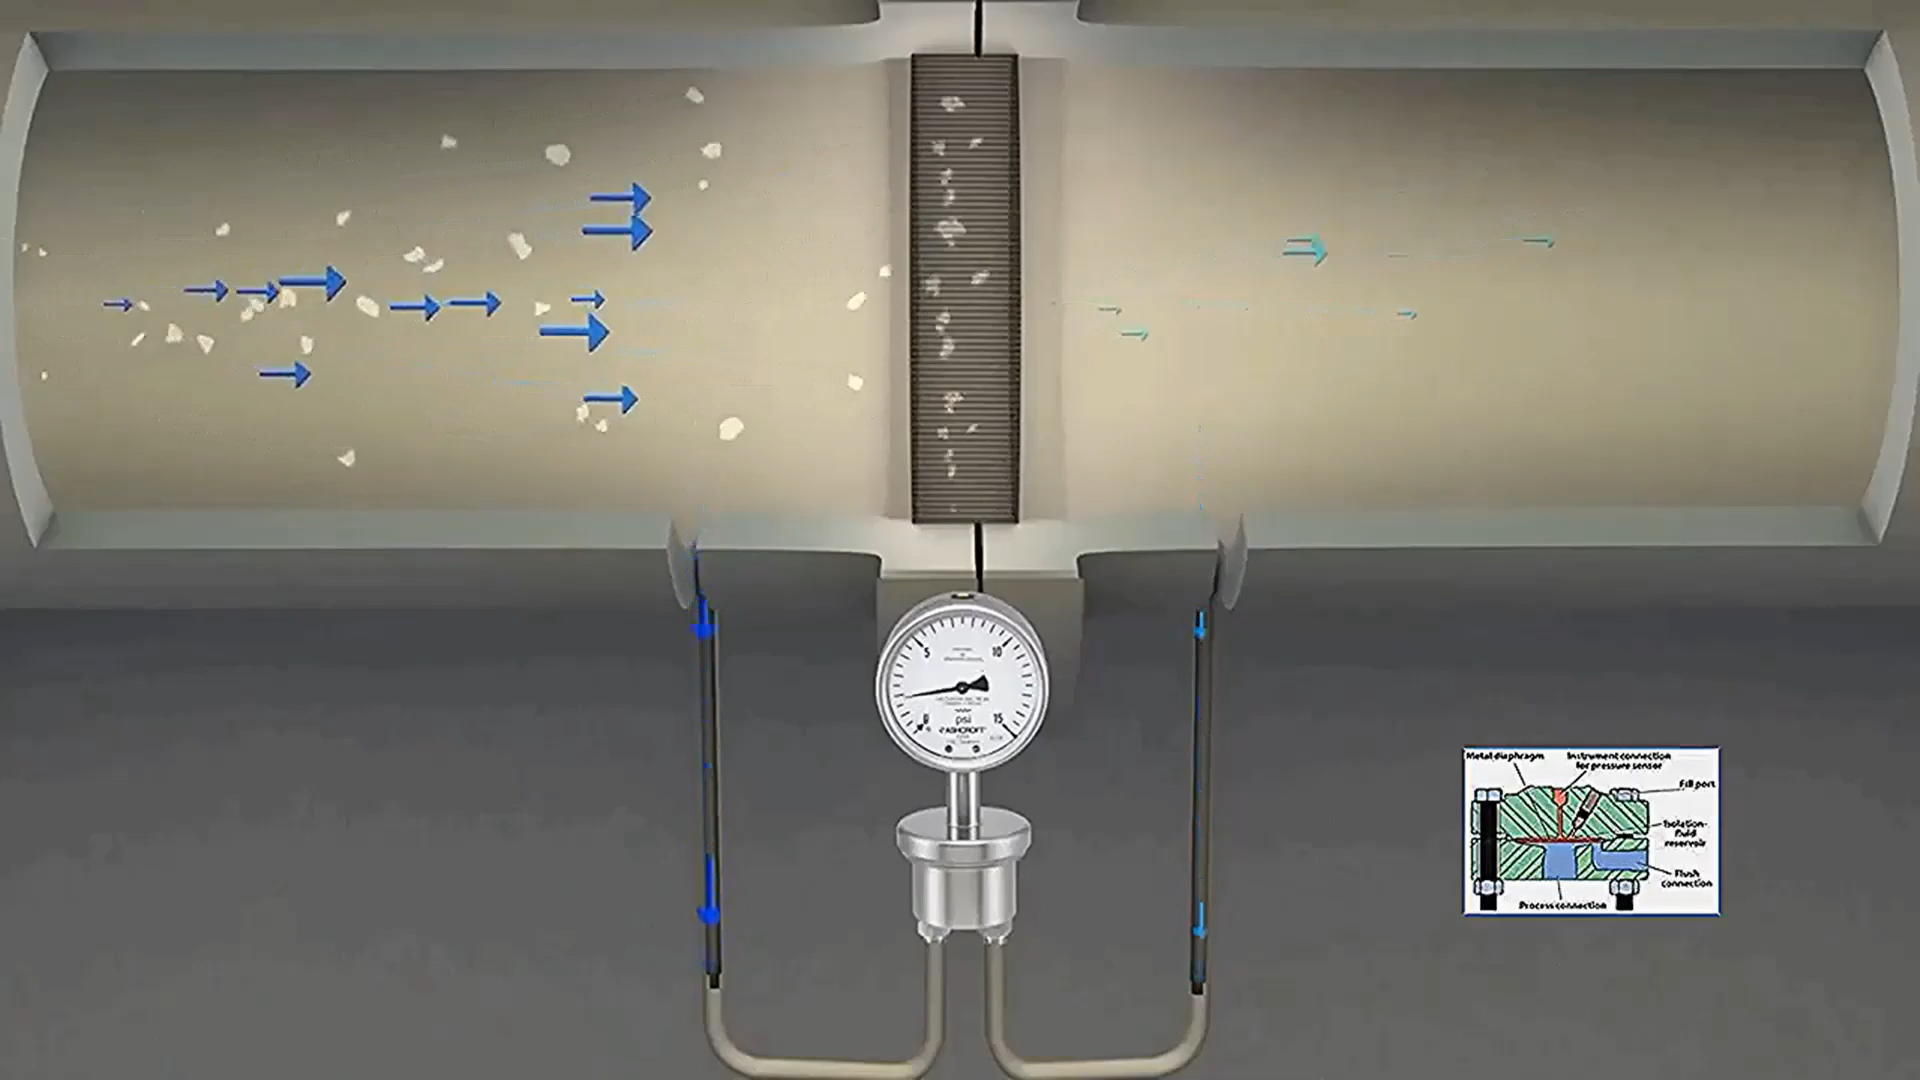 5
10
0
psi
15
ASHCROFT
Metal diaphragm
Instrument connection
for pressure sensor
Fill port
Isolation-
fluid
reservoir
Flush
connection
Process connection